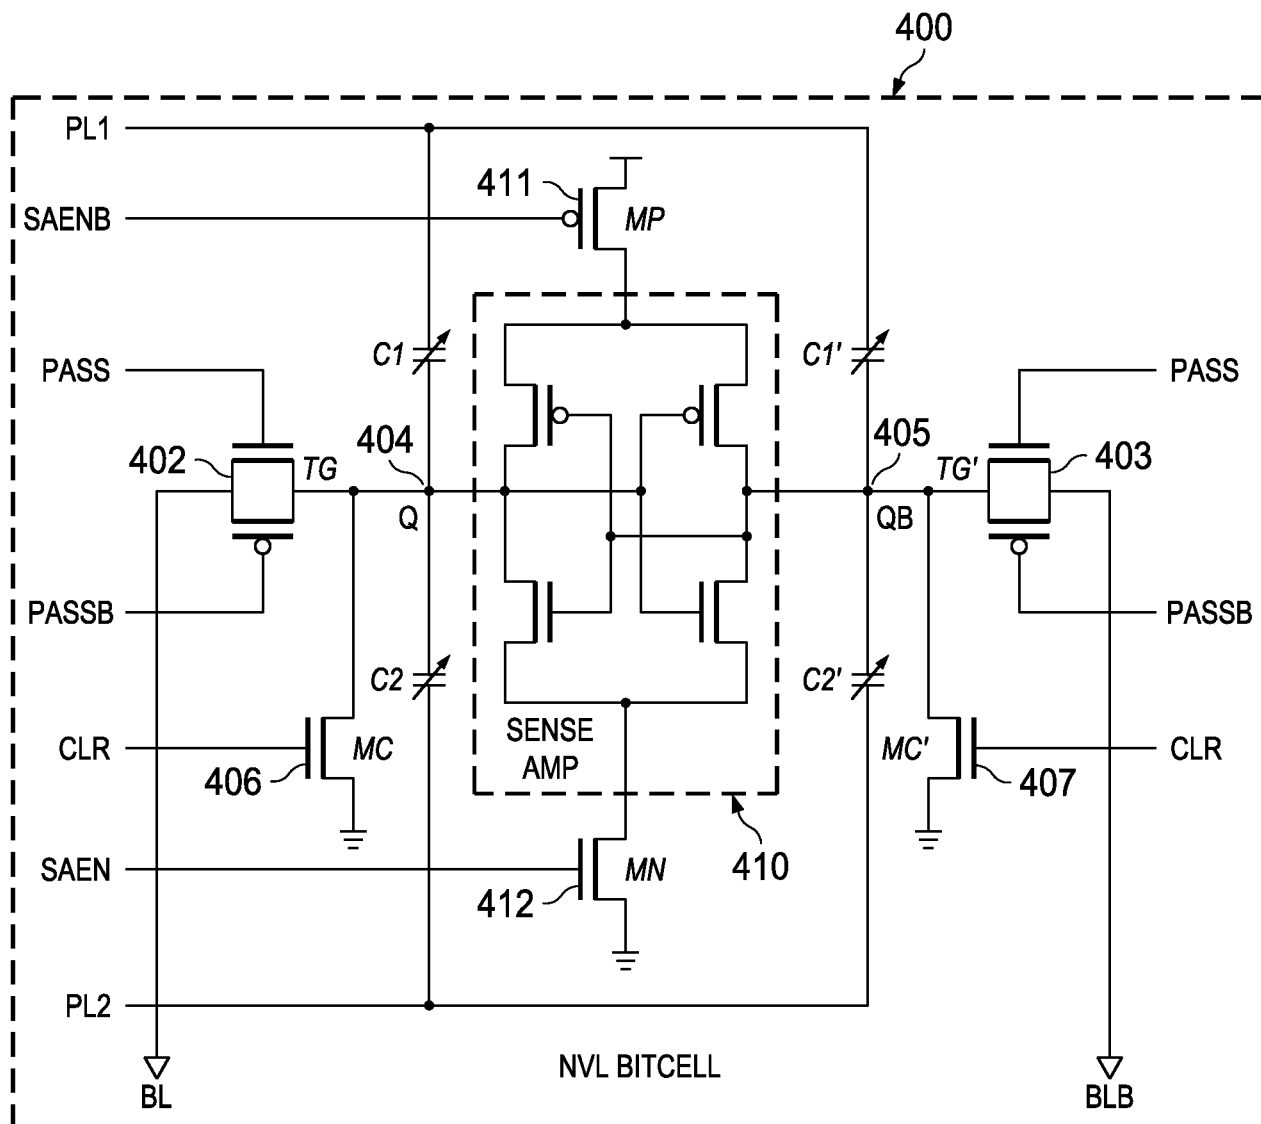 400
PL1
411
SAENB
MP
C1
C1'
PASS
PASS
404
405
402
TG
TG'
403
Q
QB
PASSB
PASSB
C2
C2'
SENSE
AMP
CLR
MC
MC'
CLR
406
407
SAEN
MN
410
412
PL2
NVL BITCELL
BL
BLB